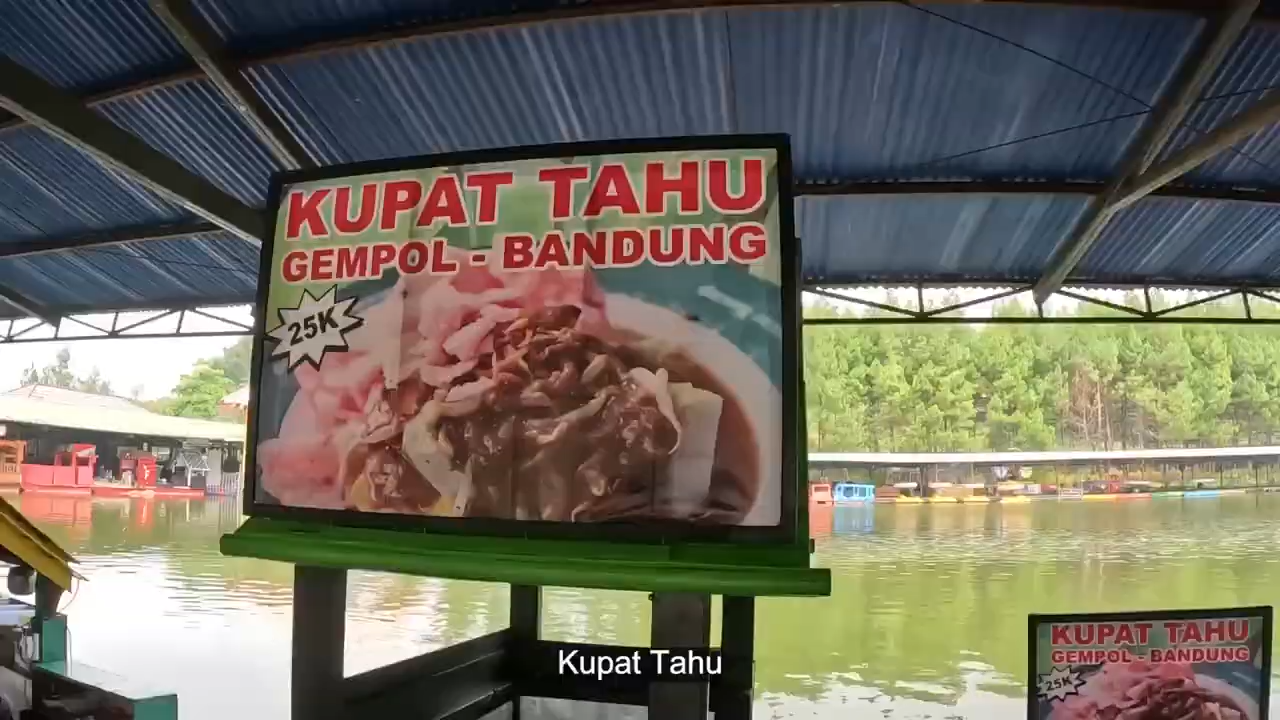 KUPAT TAHU
GEMPOL - BANDUNG
25K
Kupat Tahu
KUPAT TAHU
GEMPOL - BANDUNG
25K